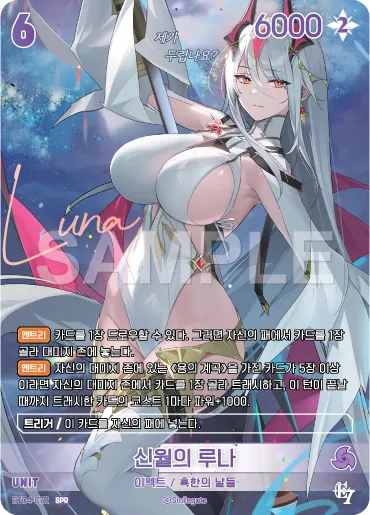 6
6000
2
제가
두렵나요?
Luna
SAMPLE
엔트리 카드를 1장 드로우할 수 있다. 그러면 자신의 패에서 카드를 1장
골라 대미지 존에 놓는다.
엔트리 자신의 대미지 존에 있는 《용의 계곡》을 가진 카드가 5장 이상
이라면 자신의 대미지 존에서 카드를 1장 골라 트래시하고, 이 턴이 끝날
때까지 트래시한 카드의 코스트 1마다 파워+1000.
트리거 / 이 카드를 자신의 패에 넣는다.
신월의 루나
UNIT
이펙트 / 혹한의 날들
SPR
©Smilegate